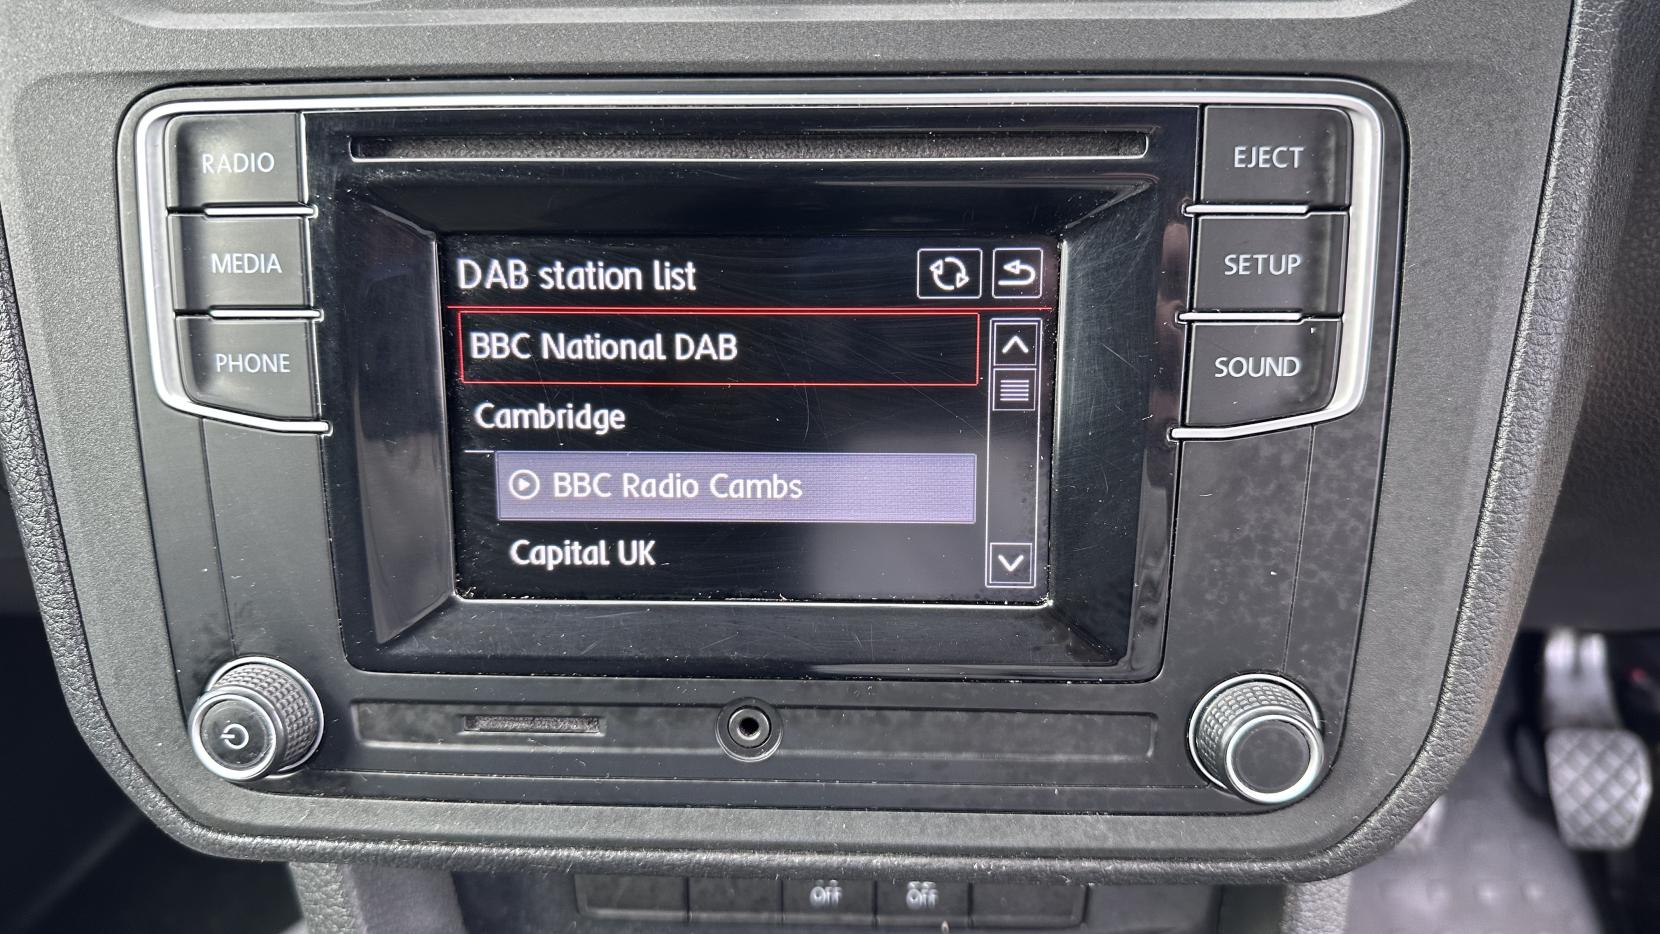 RADIO
MEDIA
PHONE
EJECT
SETUP
SOUND
DAB station list
BBC National DAB
Cambridge
BBC Radio Cambs
Capital UK
OFF
OFF